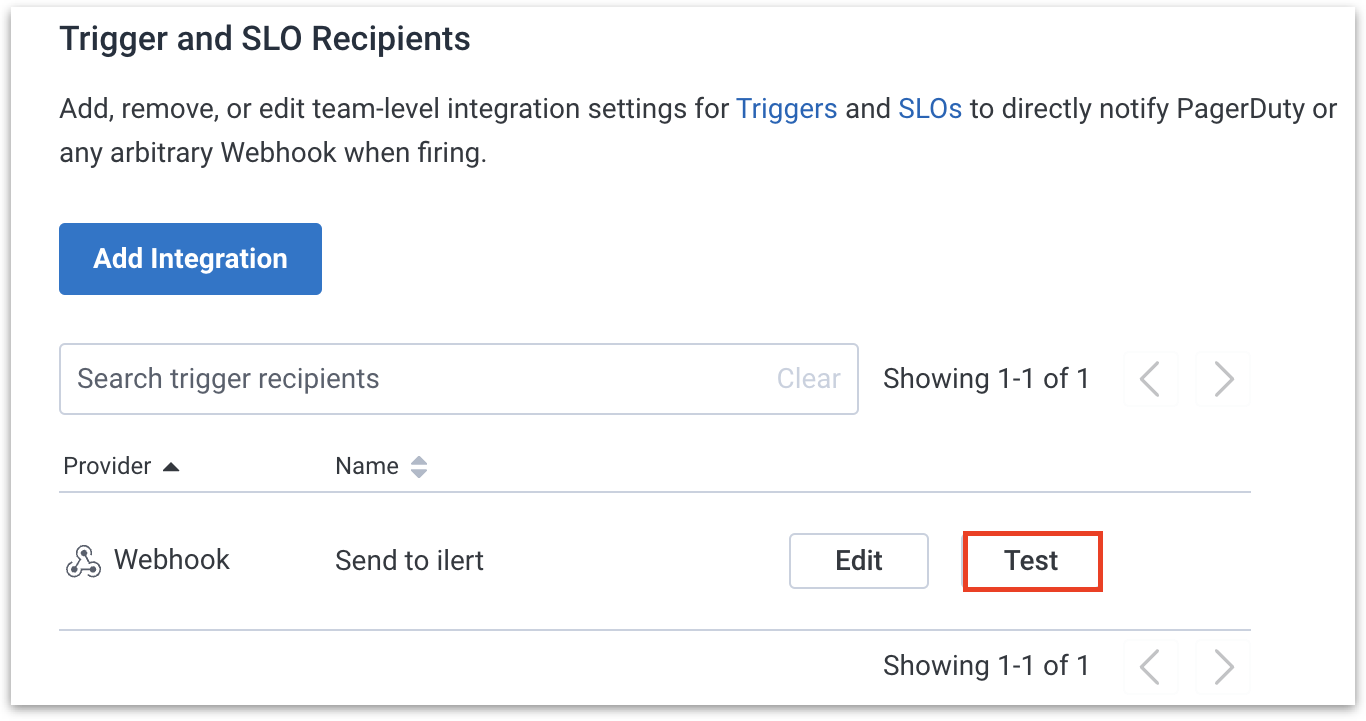 Trigger and SLO Recipients
Add, remove, or edit team-level integration settings for Triggers and SLOs to directly notify PagerDuty or
any arbitrary Webhook when firing.
Add Integration
Search trigger recipients Clear Showing 1-1 of 1
Provider Name
Webhook Send to ilert Edit Test
Showing 1-1 of 1